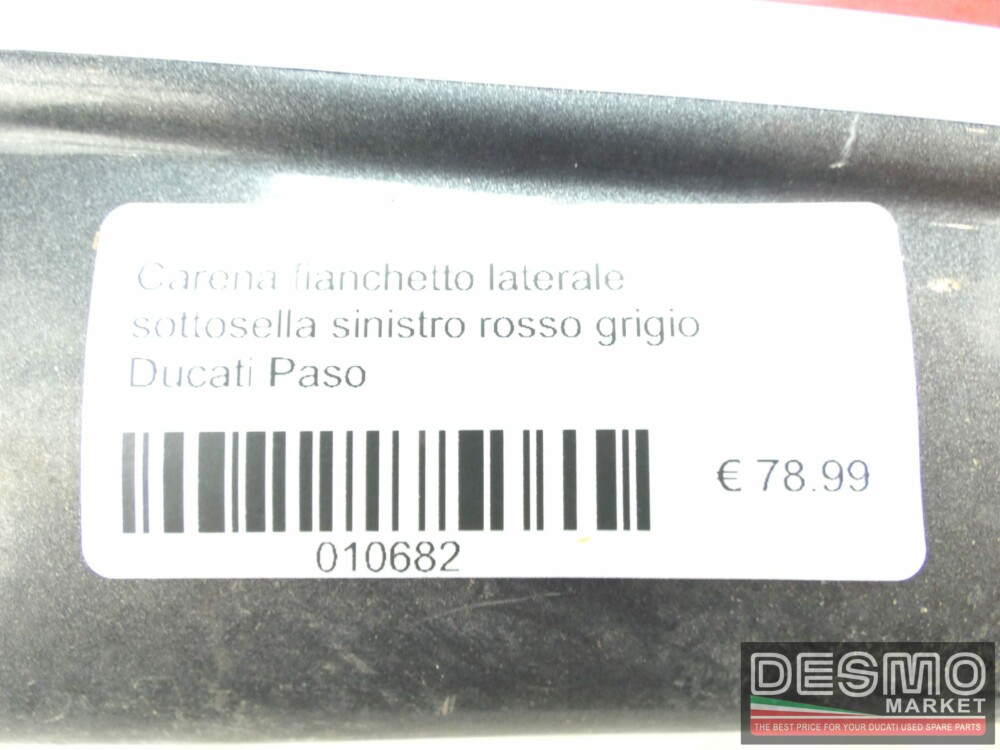 Carena fianchetto laterale
sottosella sinistro rosso grigio
Ducati Paso
€ 78.99
010682
DESMO
MARKET
THE BEST PRICE FOR YOUR DUCATI USED SPARE PARTS